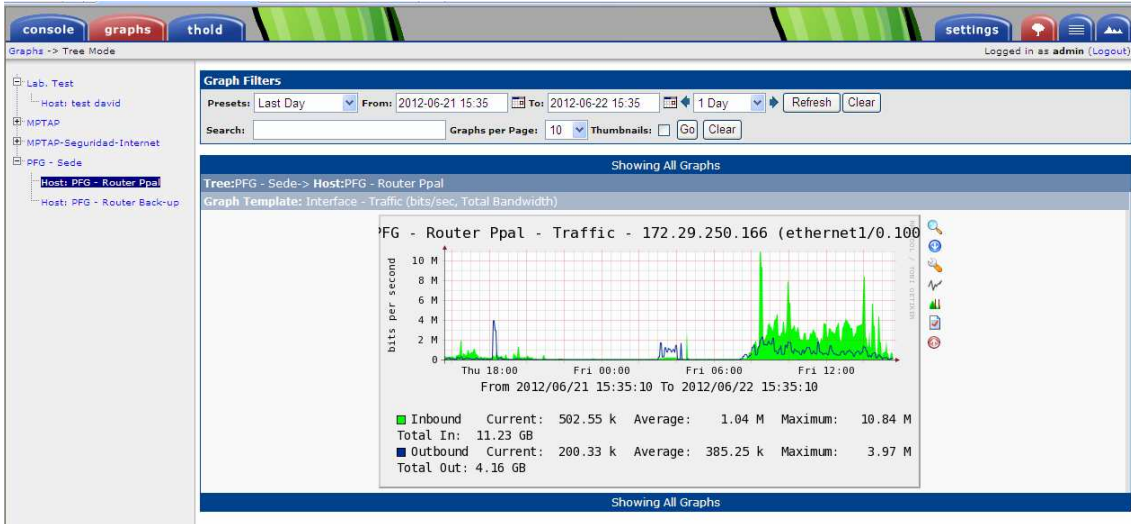 console graphs thold settings
Graphs -> Tree Mode Logged in as admin (Logout)
Lab. Test
Host: test david
MPTAP
MPTAP-Seguridad-Internet
PFG - Sede
Host: PFG - Router Ppal
Host: PFG - Router Back-up
Graph Filters
Presets: Last Day From: 2012-06-21 15:35 To: 2012-06-22 15:35 1 Day Refresh Clear
Search: Graphs per Page: 10 Thumbnails: Go Clear
Showing All Graphs
Tree:PFG - Sede-> Host:PFG - Router Ppal
Graph Template: Interface - Traffic (bits/sec, Total Bandwidth)
PFG - Router Ppal - Traffic - 172.29.250.166 (ethernet1/0.100
bits per second
10 M
8 M
6 M
4 M
2 M
0
Thu 18:00 Fri 00:00 Fri 06:00 Fri 12:00
From 2012/06/21 15:35:10 To 2012/06/22 15:35:10
Inbound Current: 502.55 k Average: 1.04 M Maximum: 10.84 M
Total In: 11.23 GB
Outbound Current: 200.33 k Average: 385.25 k Maximum: 3.97 M
Total Out: 4.16 GB
Showing All Graphs